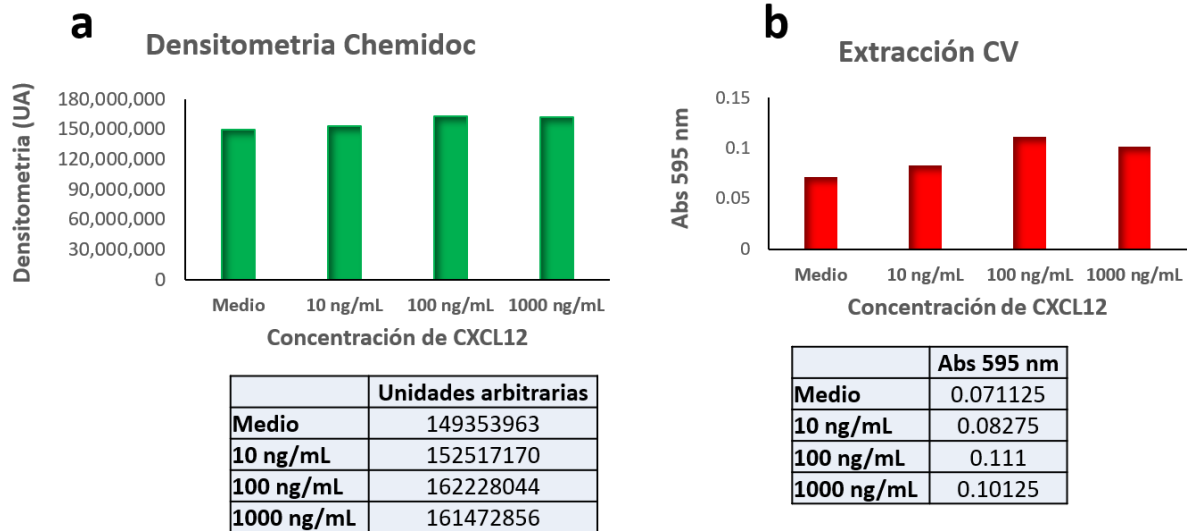 a
Densitometria Chemidoc
Densitometria (UA)
180,000,000
150,000,000
120,000,000
90,000,000
60,000,000
30,000,000
0
Medio 10 ng/mL 100 ng/mL 1000 ng/mL
Concentración de CXCL12
Unidades arbitrarias
Medio 149353963
10 ng/mL 152517170
100 ng/mL 162228044
1000 ng/mL 161472856
b
Extracción CV
Abs 595 nm
0.15
0.1
0.05
0
Medio 10 ng/mL 100 ng/mL 1000 ng/mL
Concentración de CXCL12
Abs 595 nm
Medio 0.071125
10 ng/mL 0.08275
100 ng/mL 0.111
1000 ng/mL 0.10125